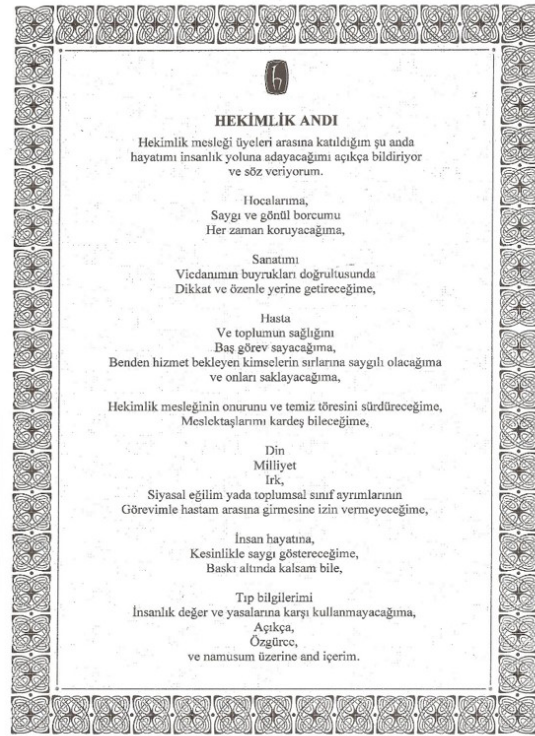 HEKİMLİK ANDI
Hekimlik mesleği üyeleri arasına katıldığım şu anda
hayatımı insanlık yoluna adayacağımı açıkça bildiriyor
ve söz veriyorum.
Hocalarıma,
Saygı ve gönül borcumu
Her zaman koruyacağıma,
Sanatımı
Vicdanımın buyrukları doğrultusunda
Dikkat ve özenle yerine getireceğime,
Hasta
Ve toplumun sağlığını
Baş görev sayacağıma,
Benden hizmet bekleyen kimselerin sırlarına saygılı olacağıma
ve onları saklayacağıma,
Hekimlik mesleğinin onurunu ve temiz töresini sürdüreceğime,
Meslektaşlarımı kardeş bileceğime,
Din
Milliyet
Irk,
Siyasal eğilim yada toplumsal sınıf ayrımlarının
Görevimle hastam arasına girmesine izin vermeyeceğime,
İnsan hayatına,
Kesinlikle saygı göstereceğime,
Baskı altında kalsam bile,
Tıp bilgilerimi
İnsanlık değer ve yasalarına karşı kullanmayacağıma,
Açıkça,
Özgürce,
ve namusum üzerine and içerim.